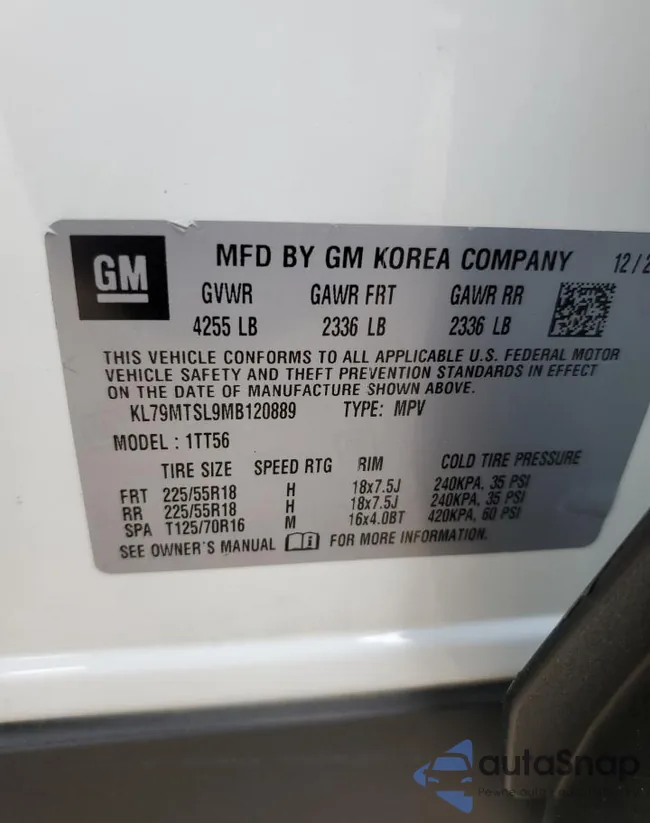 GM
MFD BY GM KOREA COMPANY 12/2
GVWR GAWR FRT GAWR RR
4255 LB 2336 LB 2336 LB
THIS VEHICLE CONFORMS TO ALL APPLICABLE U.S. FEDERAL MOTOR
VEHICLE SAFETY AND THEFT PREVENTION STANDARDS IN EFFECT
ON THE DATE OF MANUFACTURE SHOWN ABOVE.
KL79MTSL9MB120889 TYPE: MPV
MODEL : 1TT56
TIRE SIZE SPEED RTG RIM COLD TIRE PRESSURE
FRT 225/55R18 H 18x7.5J 240KPA, 35 PSI
RR 225/55R18 H 18x7.5J 240KPA, 35 PSI
SPA T125/70R16 M 16x4.0BT 420KPA, 60 PSI
SEE OWNER'S MANUAL FOR MORE INFORMATION.
autoSnap